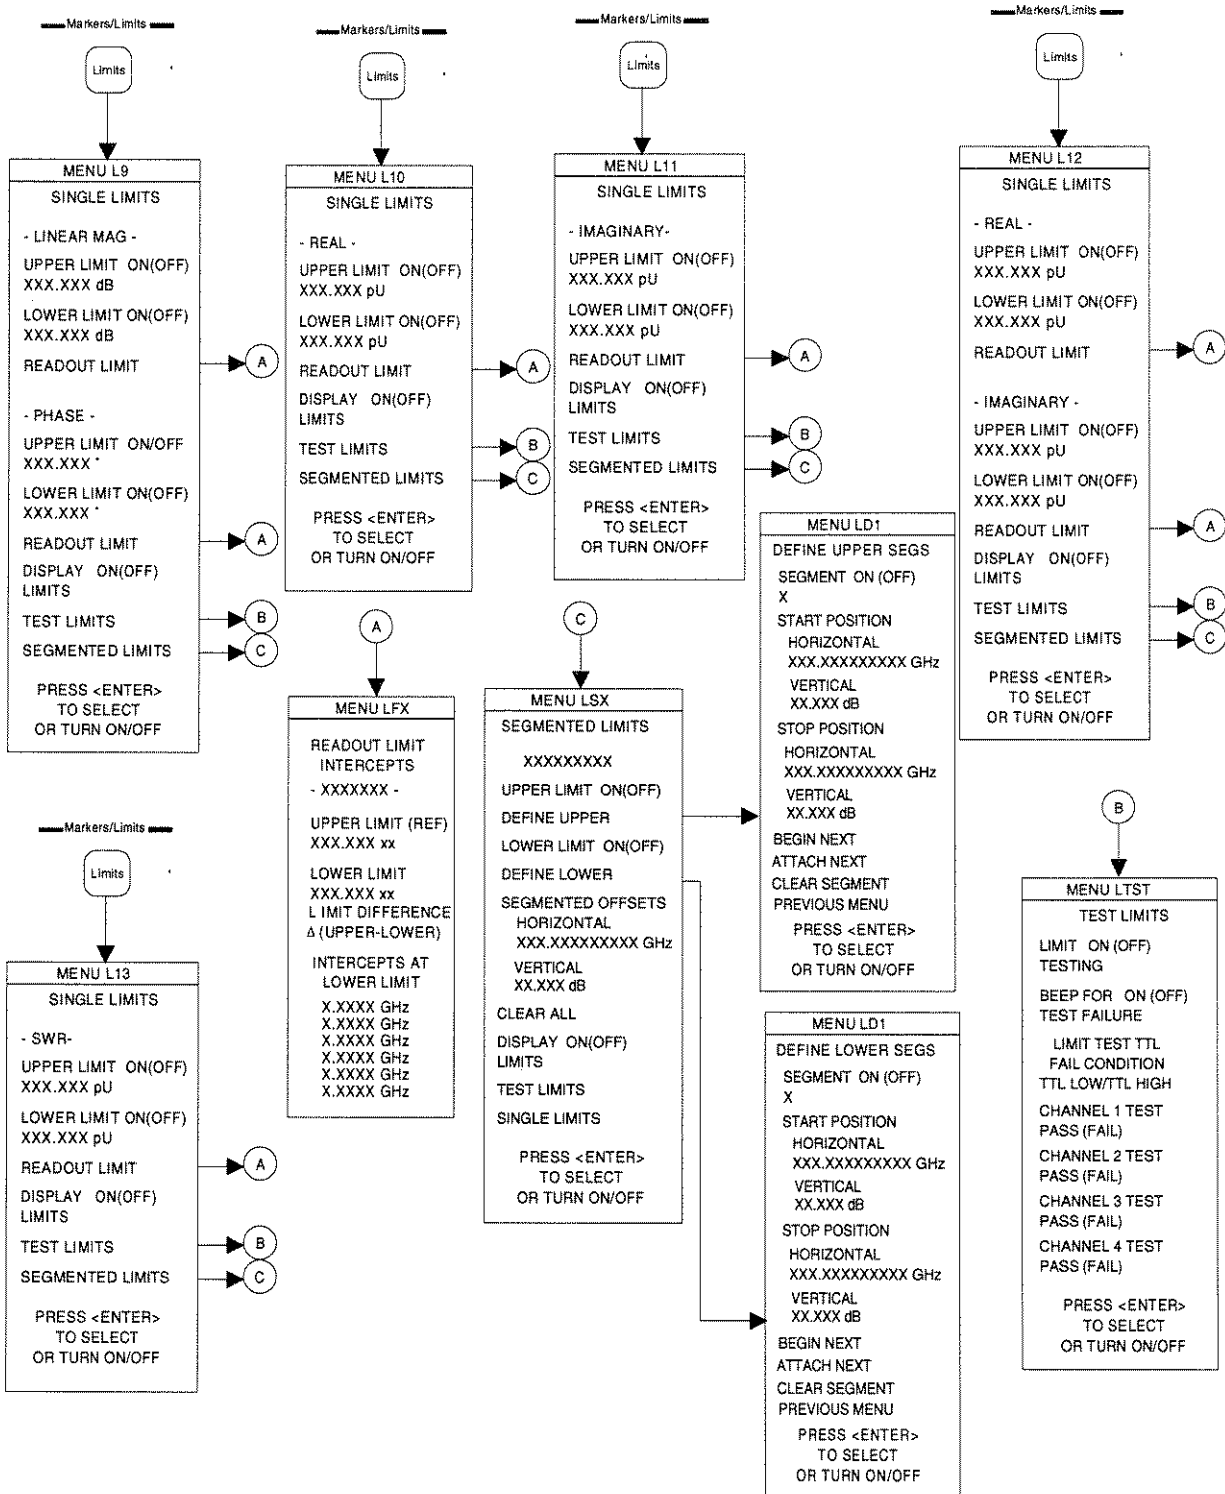 Markers/Limits
Limits
MENU L9
SINGLE LIMITS
- LINEAR MAG -
UPPER LIMIT ON(OFF)
XXX.XXX dB
LOWER LIMIT ON(OFF)
XXX.XXX dB
READOUT LIMIT
A
- PHASE -
UPPER LIMIT ON/OFF
XXX.XXX °
LOWER LIMIT ON(OFF)
XXX.XXX °
READOUT LIMIT
A
DISPLAY ON(OFF)
LIMITS
TEST LIMITS
B
SEGMENTED LIMITS
C
PRESS <ENTER>
TO SELECT
OR TURN ON/OFF
Markers/Limits
Limits
MENU L10
SINGLE LIMITS
- REAL -
UPPER LIMIT ON(OFF)
XXX.XXX pU
LOWER LIMIT ON(OFF)
XXX.XXX pU
READOUT LIMIT
A
DISPLAY ON(OFF)
LIMITS
TEST LIMITS
B
SEGMENTED LIMITS
C
PRESS <ENTER>
TO SELECT
OR TURN ON/OFF
Markers/Limits
Limits
MENU L11
SINGLE LIMITS
- IMAGINARY-
UPPER LIMIT ON(OFF)
XXX.XXX pU
LOWER LIMIT ON(OFF)
XXX.XXX pU
READOUT LIMIT
A
DISPLAY ON(OFF)
LIMITS
TEST LIMITS
B
SEGMENTED LIMITS
C
PRESS <ENTER>
TO SELECT
OR TURN ON/OFF
Markers/Limits
Limits
MENU L12
SINGLE LIMITS
- REAL -
UPPER LIMIT ON(OFF)
XXX.XXX pU
LOWER LIMIT ON(OFF)
XXX.XXX pU
READOUT LIMIT
A
- IMAGINARY -
UPPER LIMIT ON(OFF)
XXX.XXX pU
LOWER LIMIT ON(OFF)
XXX.XXX pU
READOUT LIMIT
A
DISPLAY ON(OFF)
LIMITS
TEST LIMITS
B
SEGMENTED LIMITS
C
PRESS <ENTER>
TO SELECT
OR TURN ON/OFF
Markers/Limits
Limits
MENU L13
SINGLE LIMITS
- SWR-
UPPER LIMIT ON(OFF)
XXX.XXX pU
LOWER LIMIT ON(OFF)
XXX.XXX pU
READOUT LIMIT
A
DISPLAY ON(OFF)
LIMITS
TEST LIMITS
B
SEGMENTED LIMITS
C
PRESS <ENTER>
TO SELECT
OR TURN ON/OFF
A
MENU LFX
READOUT LIMIT
INTERCEPTS
- XXXXXXX -
UPPER LIMIT (REF)
XXX.XXX xx
LOWER LIMIT
XXX.XXX xx
L IMIT DIFFERENCE
Δ (UPPER-LOWER)
INTERCEPTS AT
LOWER LIMIT
X.XXXX GHz
X.XXXX GHz
X.XXXX GHz
X.XXXX GHz
X.XXXX GHz
X.XXXX GHz
C
MENU LSX
SEGMENTED LIMITS
XXXXXXXXX
UPPER LIMIT ON(OFF)
DEFINE UPPER
LOWER LIMIT ON(OFF)
DEFINE LOWER
SEGMENTED OFFSETS
HORIZONTAL
XXX.XXXXXXXXX GHz
VERTICAL
XX.XXX dB
CLEAR ALL
DISPLAY ON(OFF)
LIMITS
TEST LIMITS
SINGLE LIMITS
PRESS <ENTER>
TO SELECT
OR TURN ON/OFF
MENU LD1
DEFINE UPPER SEGS
SEGMENT ON (OFF)
X
START POSITION
HORIZONTAL
XXX.XXXXXXXXX GHz
VERTICAL
XX.XXX dB
STOP POSITION
HORIZONTAL
XXX.XXXXXXXXX GHz
VERTICAL
XX.XXX dB
BEGIN NEXT
ATTACH NEXT
CLEAR SEGMENT
PREVIOUS MENU
PRESS <ENTER>
TO SELECT
OR TURN ON/OFF
MENU LD1
DEFINE LOWER SEGS
SEGMENT ON (OFF)
X
START POSITION
HORIZONTAL
XXX.XXXXXXXXX GHz
VERTICAL
XX.XXX dB
STOP POSITION
HORIZONTAL
XXX.XXXXXXXXX GHz
VERTICAL
XX.XXX dB
BEGIN NEXT
ATTACH NEXT
CLEAR SEGMENT
PREVIOUS MENU
PRESS <ENTER>
TO SELECT
OR TURN ON/OFF
B
MENU LTST
TEST LIMITS
LIMIT ON (OFF)
TESTING
BEEP FOR ON (OFF)
TEST FAILURE
LIMIT TEST TTL
FAIL CONDITION
TTL LOW/TTL HIGH
CHANNEL 1 TEST
PASS (FAIL)
CHANNEL 2 TEST
PASS (FAIL)
CHANNEL 3 TEST
PASS (FAIL)
CHANNEL 4 TEST
PASS (FAIL)
PRESS <ENTER>
TO SELECT
OR TURN ON/OFF